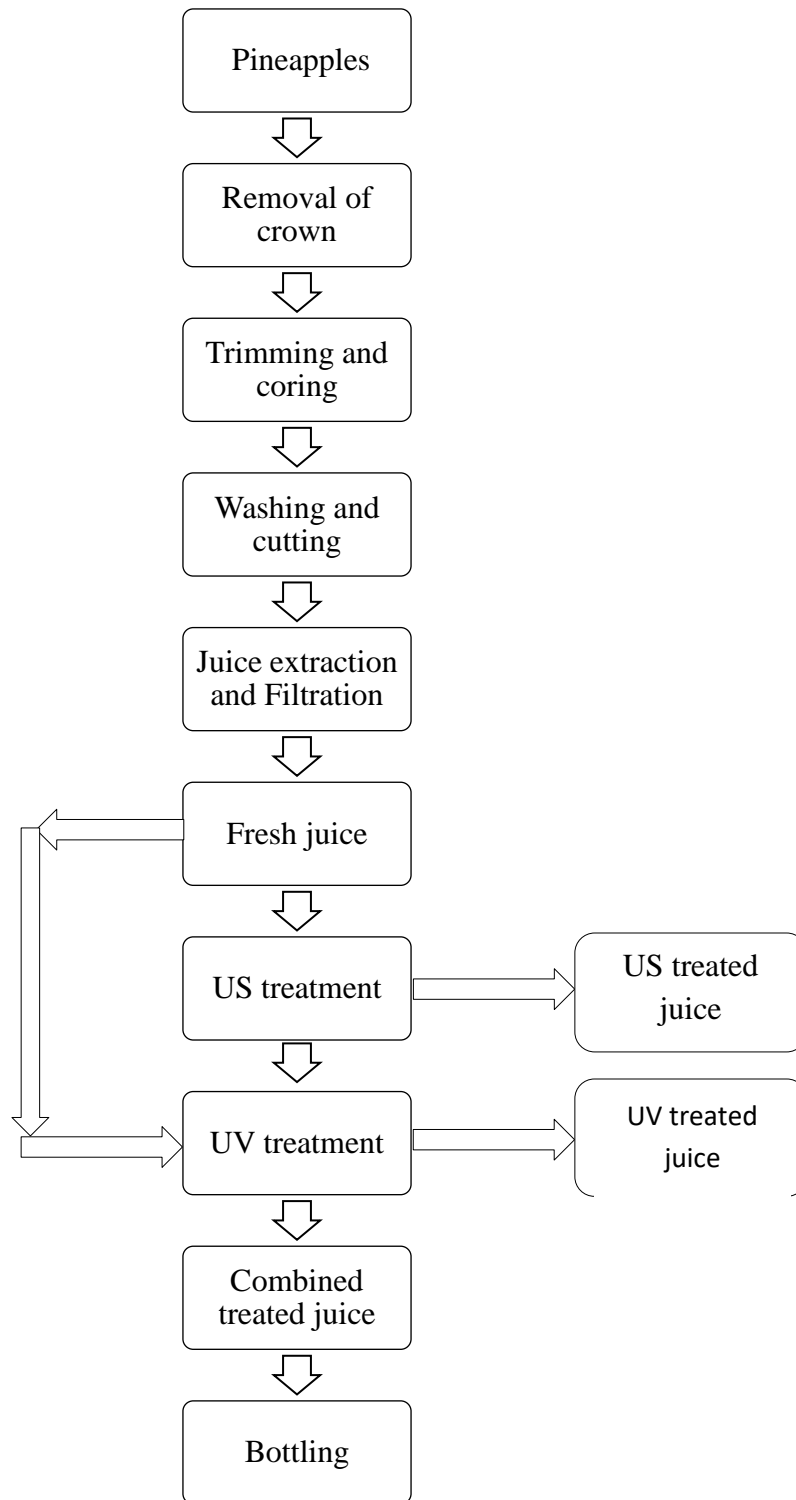 Pineapples
Removal of
crown
Trimming and
coring
Washing and
cutting
Juice extraction
and Filtration
Fresh juice
US treatment
US treated
juice
UV treatment
UV treated
juice
Combined
treated juice
Bottling